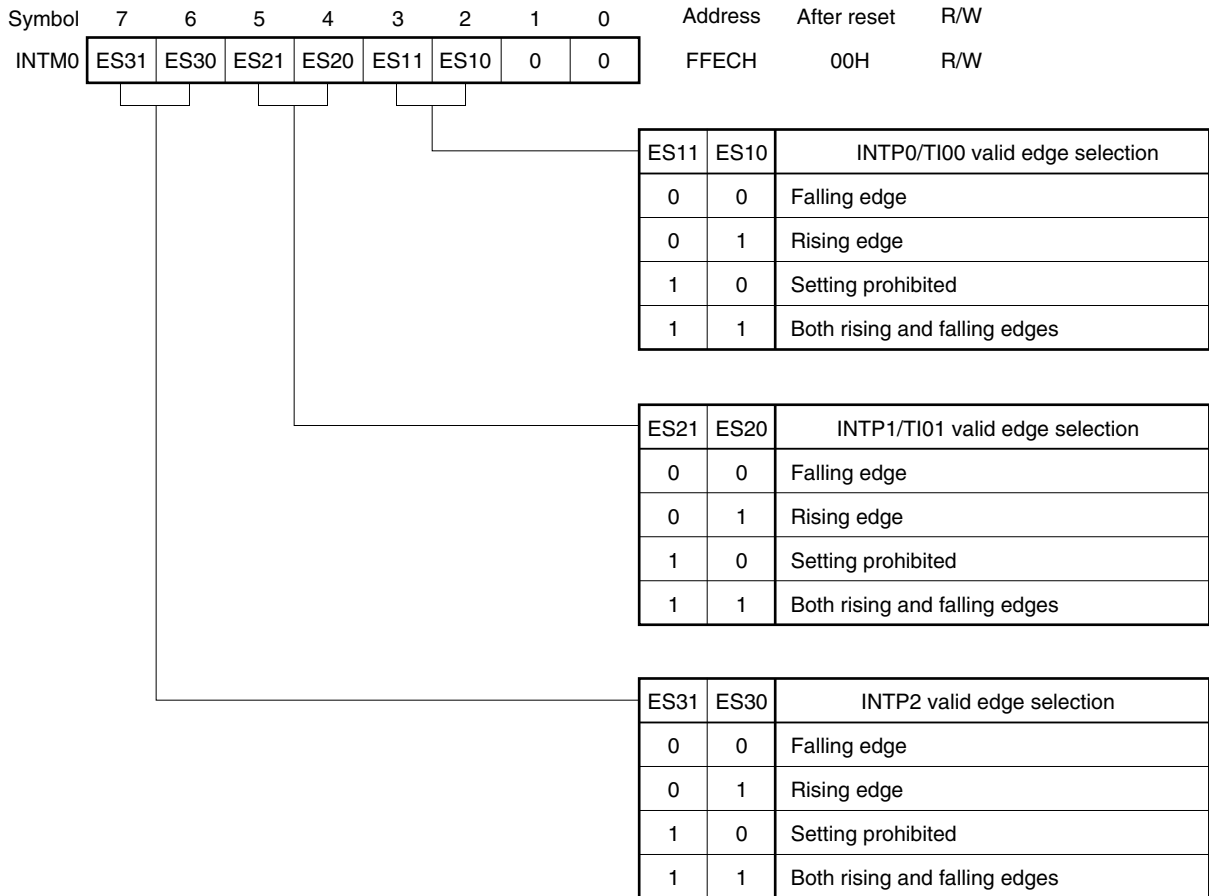 Symbol 7 6 5 4 3 2 1 0 Address After reset R/W
INTM0 ES31 ES30 ES21 ES20 ES11 ES10 0 0 FFECH 00H R/W
ES11 ES10 INTP0/TI00 valid edge selection
0 0 Falling edge
0 1 Rising edge
1 0 Setting prohibited
1 1 Both rising and falling edges
ES21 ES20 INTP1/TI01 valid edge selection
0 0 Falling edge
0 1 Rising edge
1 0 Setting prohibited
1 1 Both rising and falling edges
ES31 ES30 INTP2 valid edge selection
0 0 Falling edge
0 1 Rising edge
1 0 Setting prohibited
1 1 Both rising and falling edges